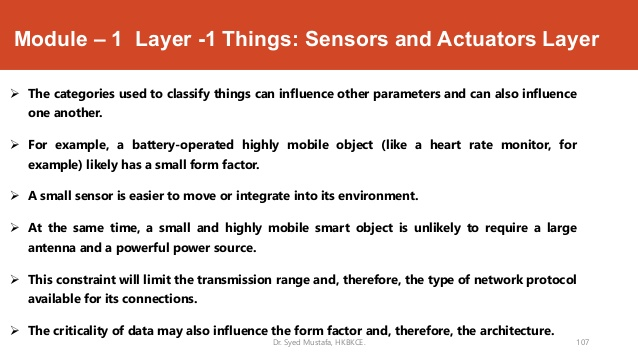 Module – 1 Layer -1 Things: Sensors and Actuators Layer
➢ The categories used to classify things can influence other parameters and can also influence
one another.
➢ For example, a battery-operated highly mobile object (like a heart rate monitor, for
example) likely has a small form factor.
➢ A small sensor is easier to move or integrate into its environment.
➢ At the same time, a small and highly mobile smart object is unlikely to require a large
antenna and a powerful power source.
➢ This constraint will limit the transmission range and, therefore, the type of network protocol
available for its connections.
➢ The criticality of data may also influence the form factor and, therefore, the architecture.
Dr. Syed Mustafa, HKBKCE. 107